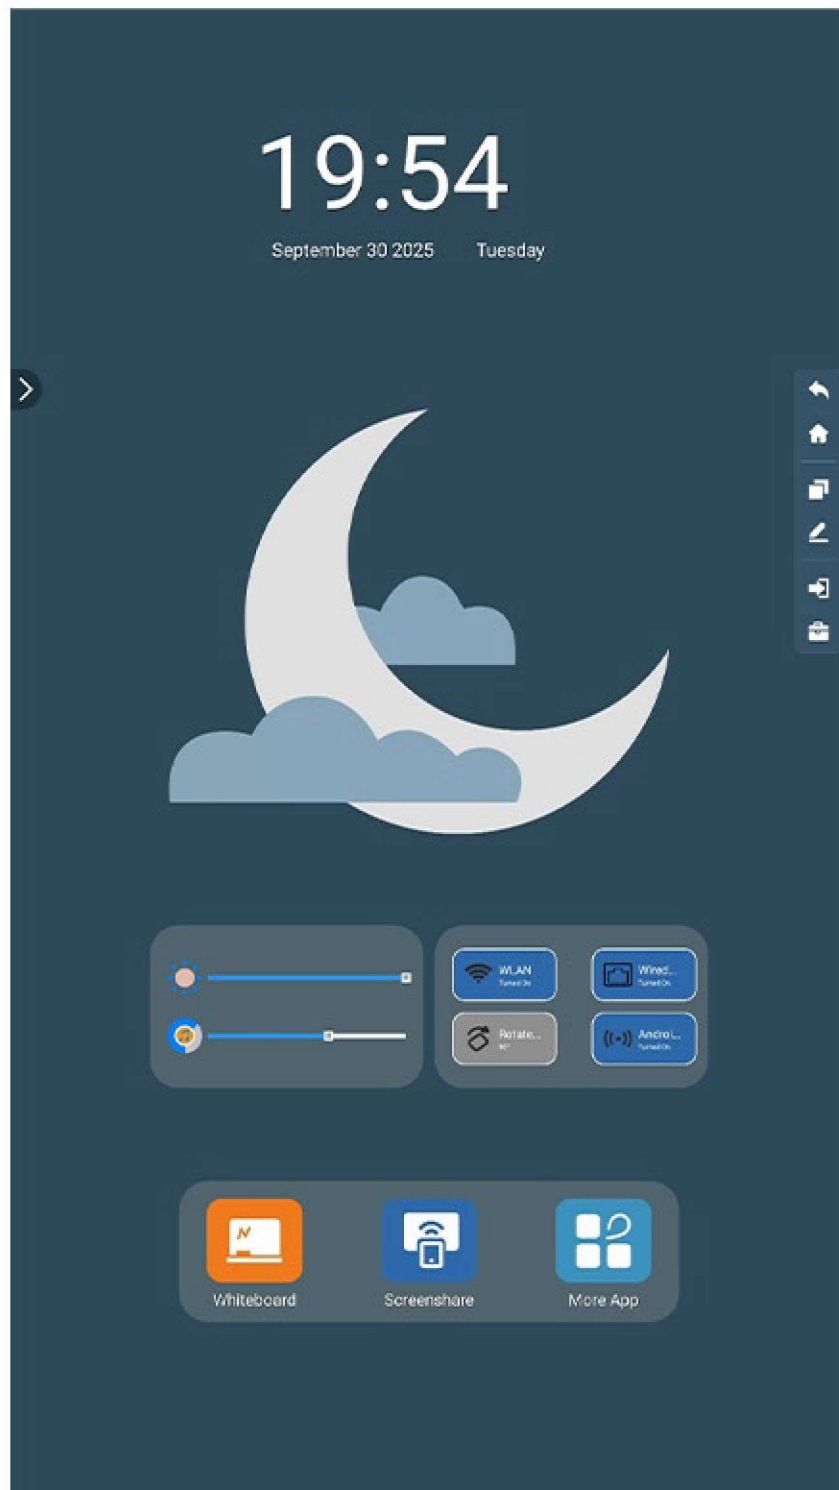 19:54
September 30 2025 Tuesday
WLAN
Turned On
Wired...
Turned On
Rotate...
90°
Androi...
Turned On
Whiteboard
Screenshare
More App